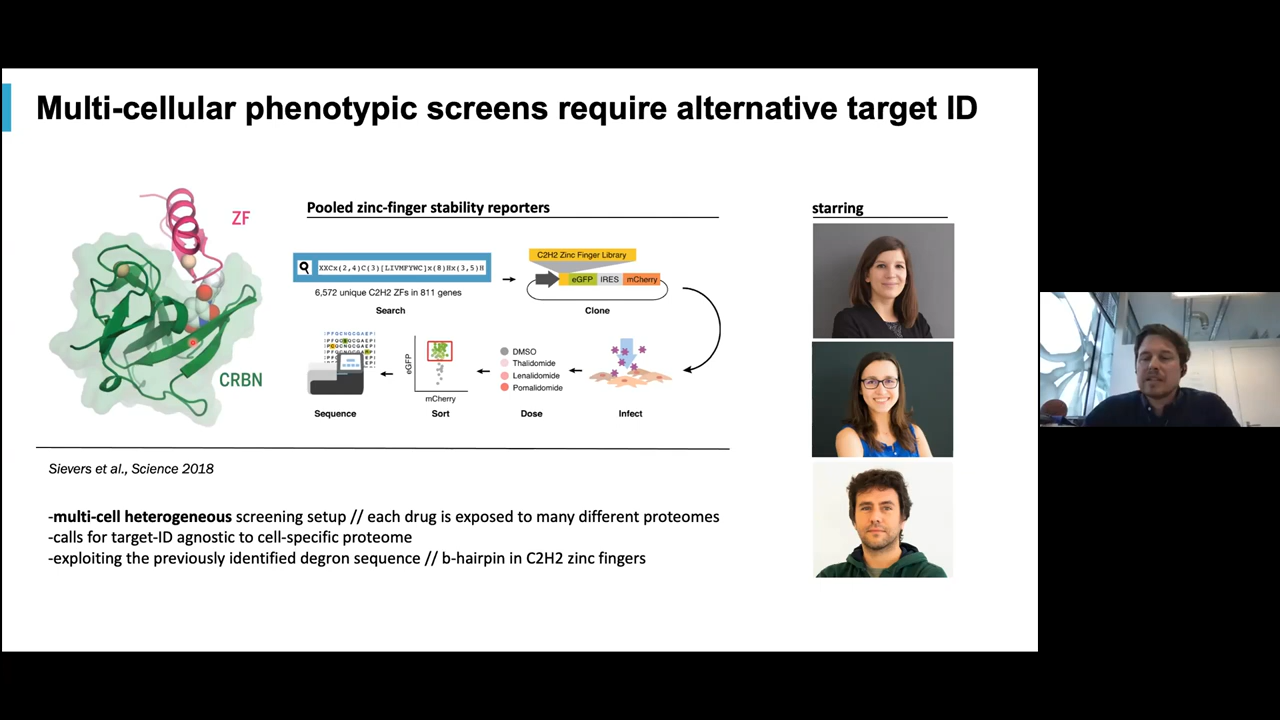 Multi-cellular phenotypic screens require alternative target ID
ZF
CRBN
Pooled zinc-finger stability reporters
XXCx(2,4)C(3)[LIVMFYWC]x(8)Hx(3,5)H
6,572 unique C2H2 ZFs in 811 genes
Search
C2H2 Zinc Finger Library
eGFP IRES mCherry
Clone
Sequence
eGFP
mCherry
Sort
DMSO
Thalidomide
Lenalidomide
Pomalidomide
Dose
Infect
starring
Sievers et al., Science 2018
-multi-cell heterogeneous screening setup // each drug is exposed to many different proteomes
-calls for target-ID agnostic to cell-specific proteome
-exploiting the previously identified degron sequence // b-hairpin in C2H2 zinc fingers